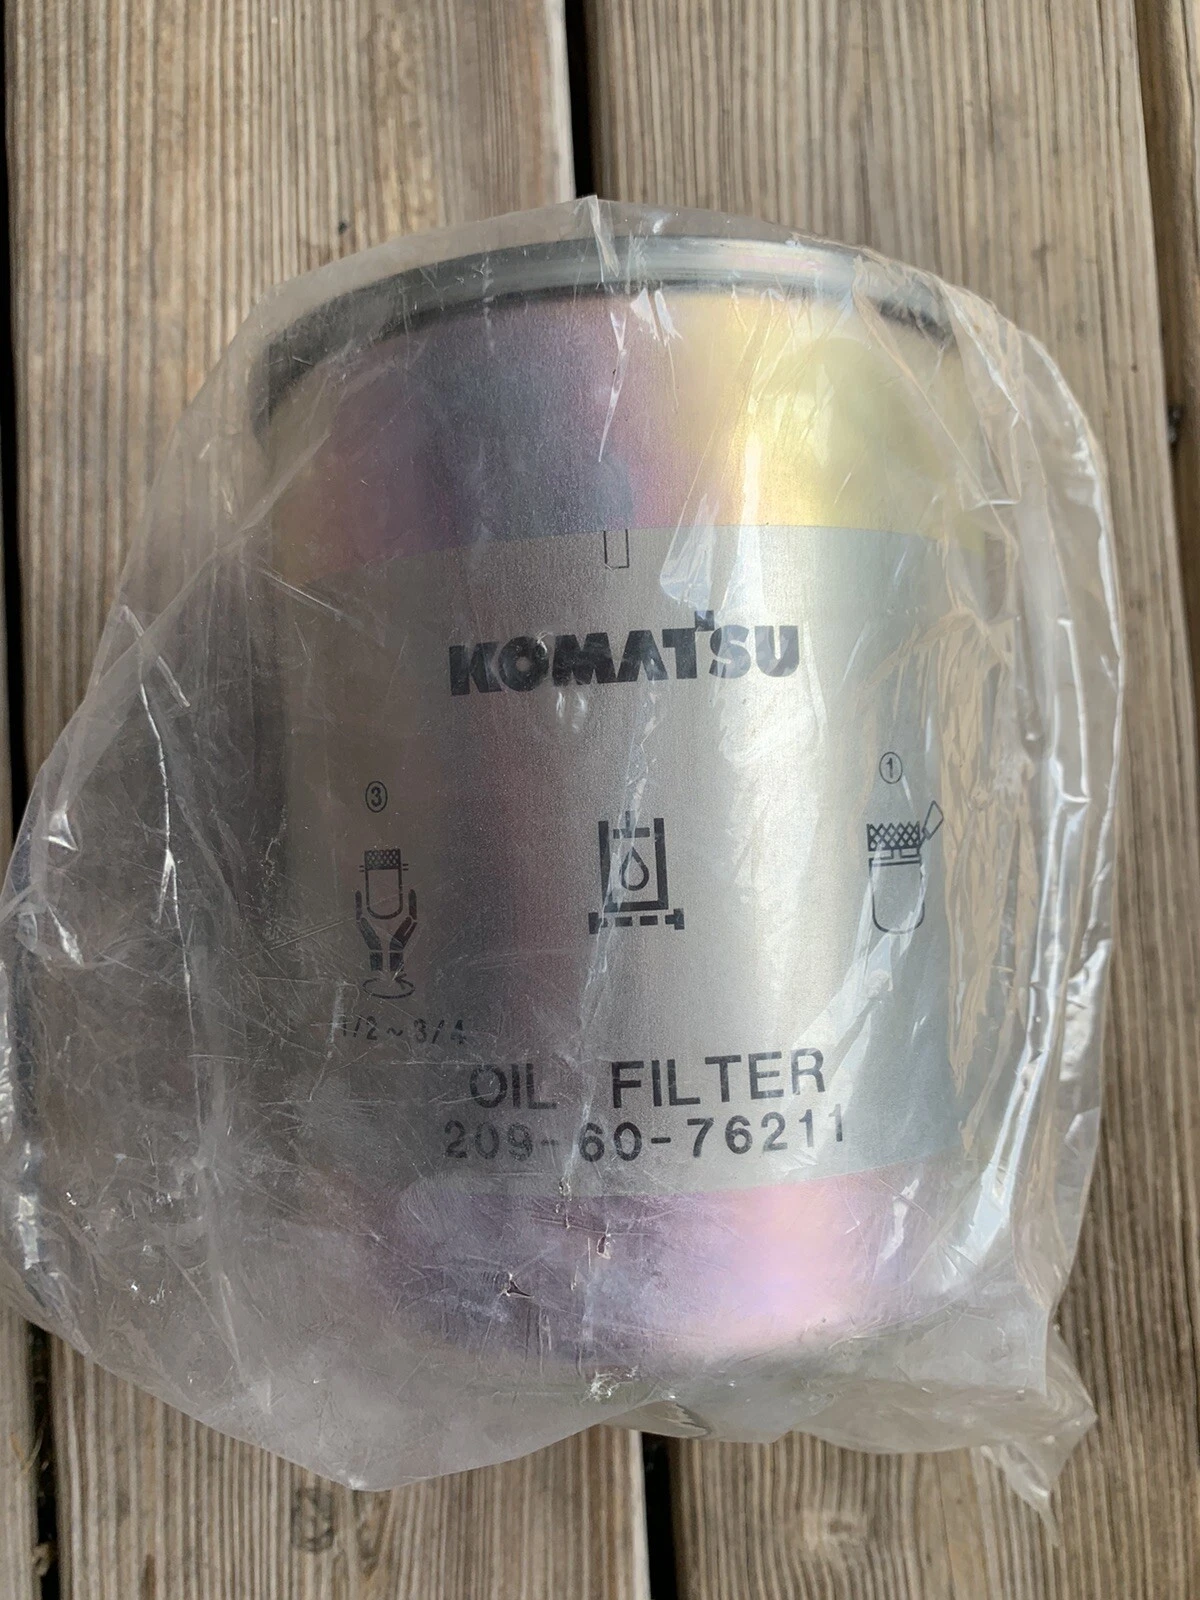 KOMATSU
③
①
1/2~3/4
OIL FILTER
209-60-76211